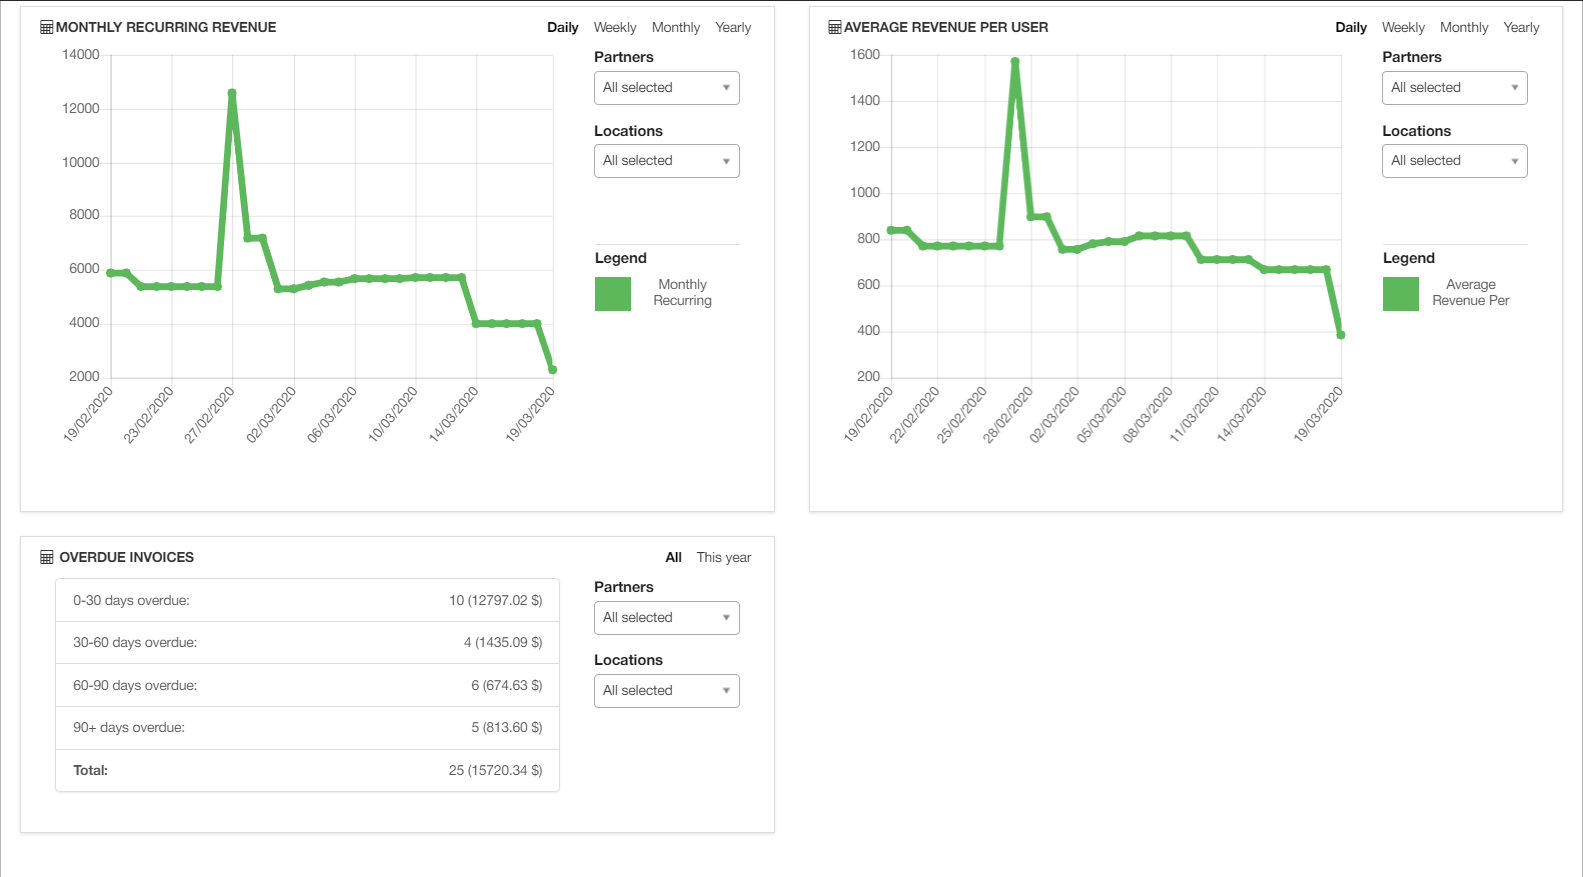 MONTHLY RECURRING REVENUE
Daily Weekly Monthly Yearly
14000
12000
10000
8000
6000
4000
2000
19/02/2020
23/02/2020
27/02/2020
02/03/2020
06/03/2020
10/03/2020
14/03/2020
19/03/2020
Partners
All selected
Locations
All selected
Legend
Monthly
Recurring
AVERAGE REVENUE PER USER
Daily Weekly Monthly Yearly
1600
1400
1200
1000
800
600
400
200
19/02/2020
22/02/2020
25/02/2020
28/02/2020
02/03/2020
05/03/2020
08/03/2020
11/03/2020
14/03/2020
19/03/2020
Partners
All selected
Locations
All selected
Legend
Average
Revenue Per
OVERDUE INVOICES
All This year
0-30 days overdue: 10 (12797.02 $)
30-60 days overdue: 4 (1435.09 $)
60-90 days overdue: 6 (674.63 $)
90+ days overdue: 5 (813.60 $)
Total: 25 (15720.34 $)
Partners
All selected
Locations
All selected